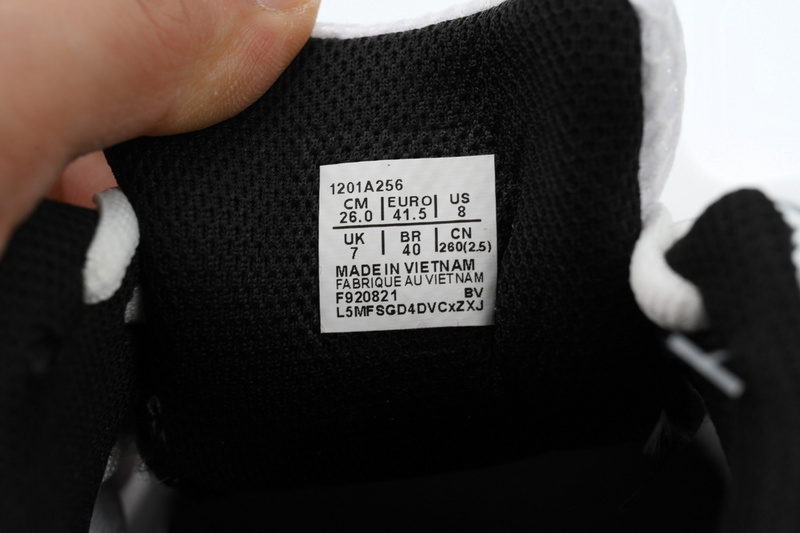 1201A256
CM | EURO | US
26.0 | 41.5 | 8
UK | BR | CN
7 | 40 | 260(2.5)
MADE IN VIETNAM
FABRIQUE AU VIETNAM
F920821 BV
L5MFSGD4DVCxZXJ